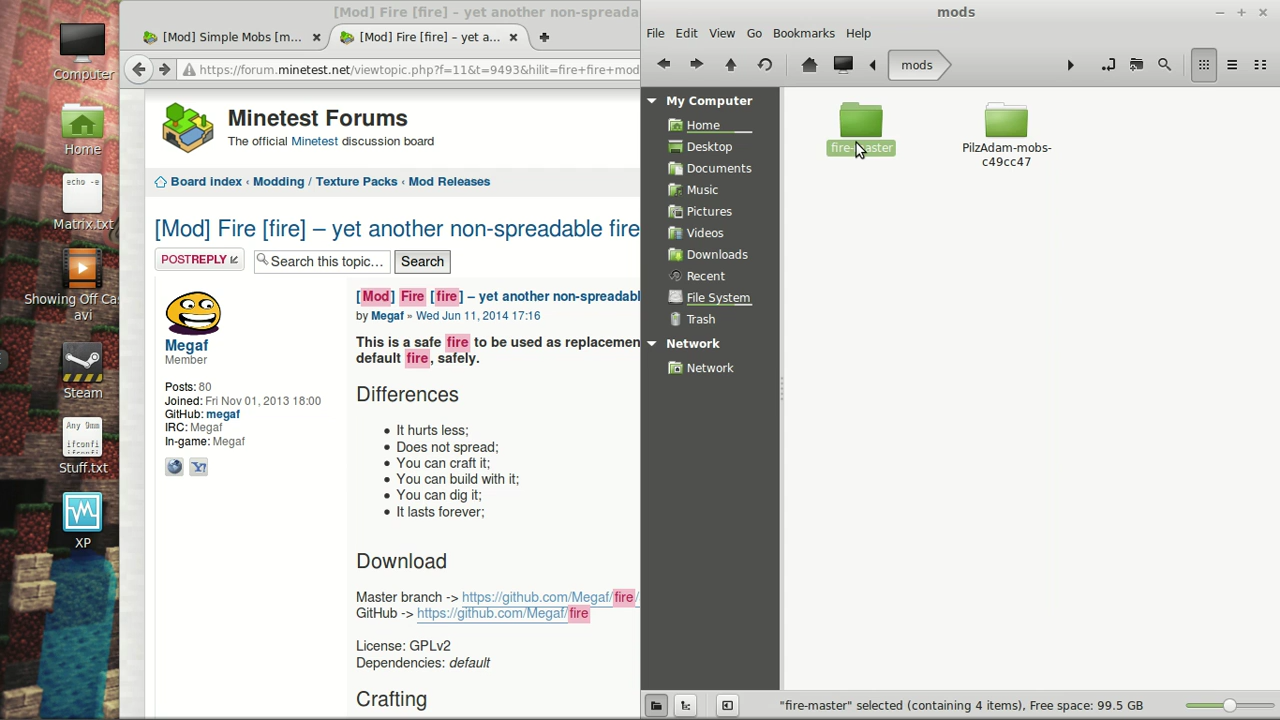 Computer
Home
echo -e
Matrix.txt
Showing Off Ca
avi
Steam
Any 9mm
ifconfi
Stuff.txt
XP
[Mod] Fire [fire] – yet another non-spreada
[Mod] Simple Mobs [m...
[Mod] Fire [fire] – yet a...
https://forum.minetest.net/viewtopic.php?f=11&t=9493&hilit=fire+fire+mod
Minetest Forums
The official Minetest discussion board
Board index ‹ Modding / Texture Packs ‹ Mod Releases
[Mod] Fire [fire] – yet another non-spreadable fire
POSTREPLY
Search this topic...
Search
Megaf
Member
Posts: 80
Joined: Fri Nov 01, 2013 18:00
GitHub: megaf
IRC: Megaf
In-game: Megaf
[Mod] Fire [fire] – yet another non-spreadabl
by Megaf » Wed Jun 11, 2014 17:16
This is a safe fire to be used as replacemen
default fire, safely.
Differences
• It hurts less;
• Does not spread;
• You can craft it;
• You can build with it;
• You can dig it;
• It lasts forever;
Download
Master branch -> https://github.com/Megaf/fire/
GitHub -> https://github.com/Megaf/fire
License: GPLv2
Dependencies: default
Crafting
mods
File Edit View Go Bookmarks Help
mods
My Computer
Home
Desktop
Documents
Music
Pictures
Videos
Downloads
Recent
File System
Trash
Network
Network
fire-master
PilzAdam-mobs-
c49cc47
"fire-master" selected (containing 4 items), Free space: 99.5 GB